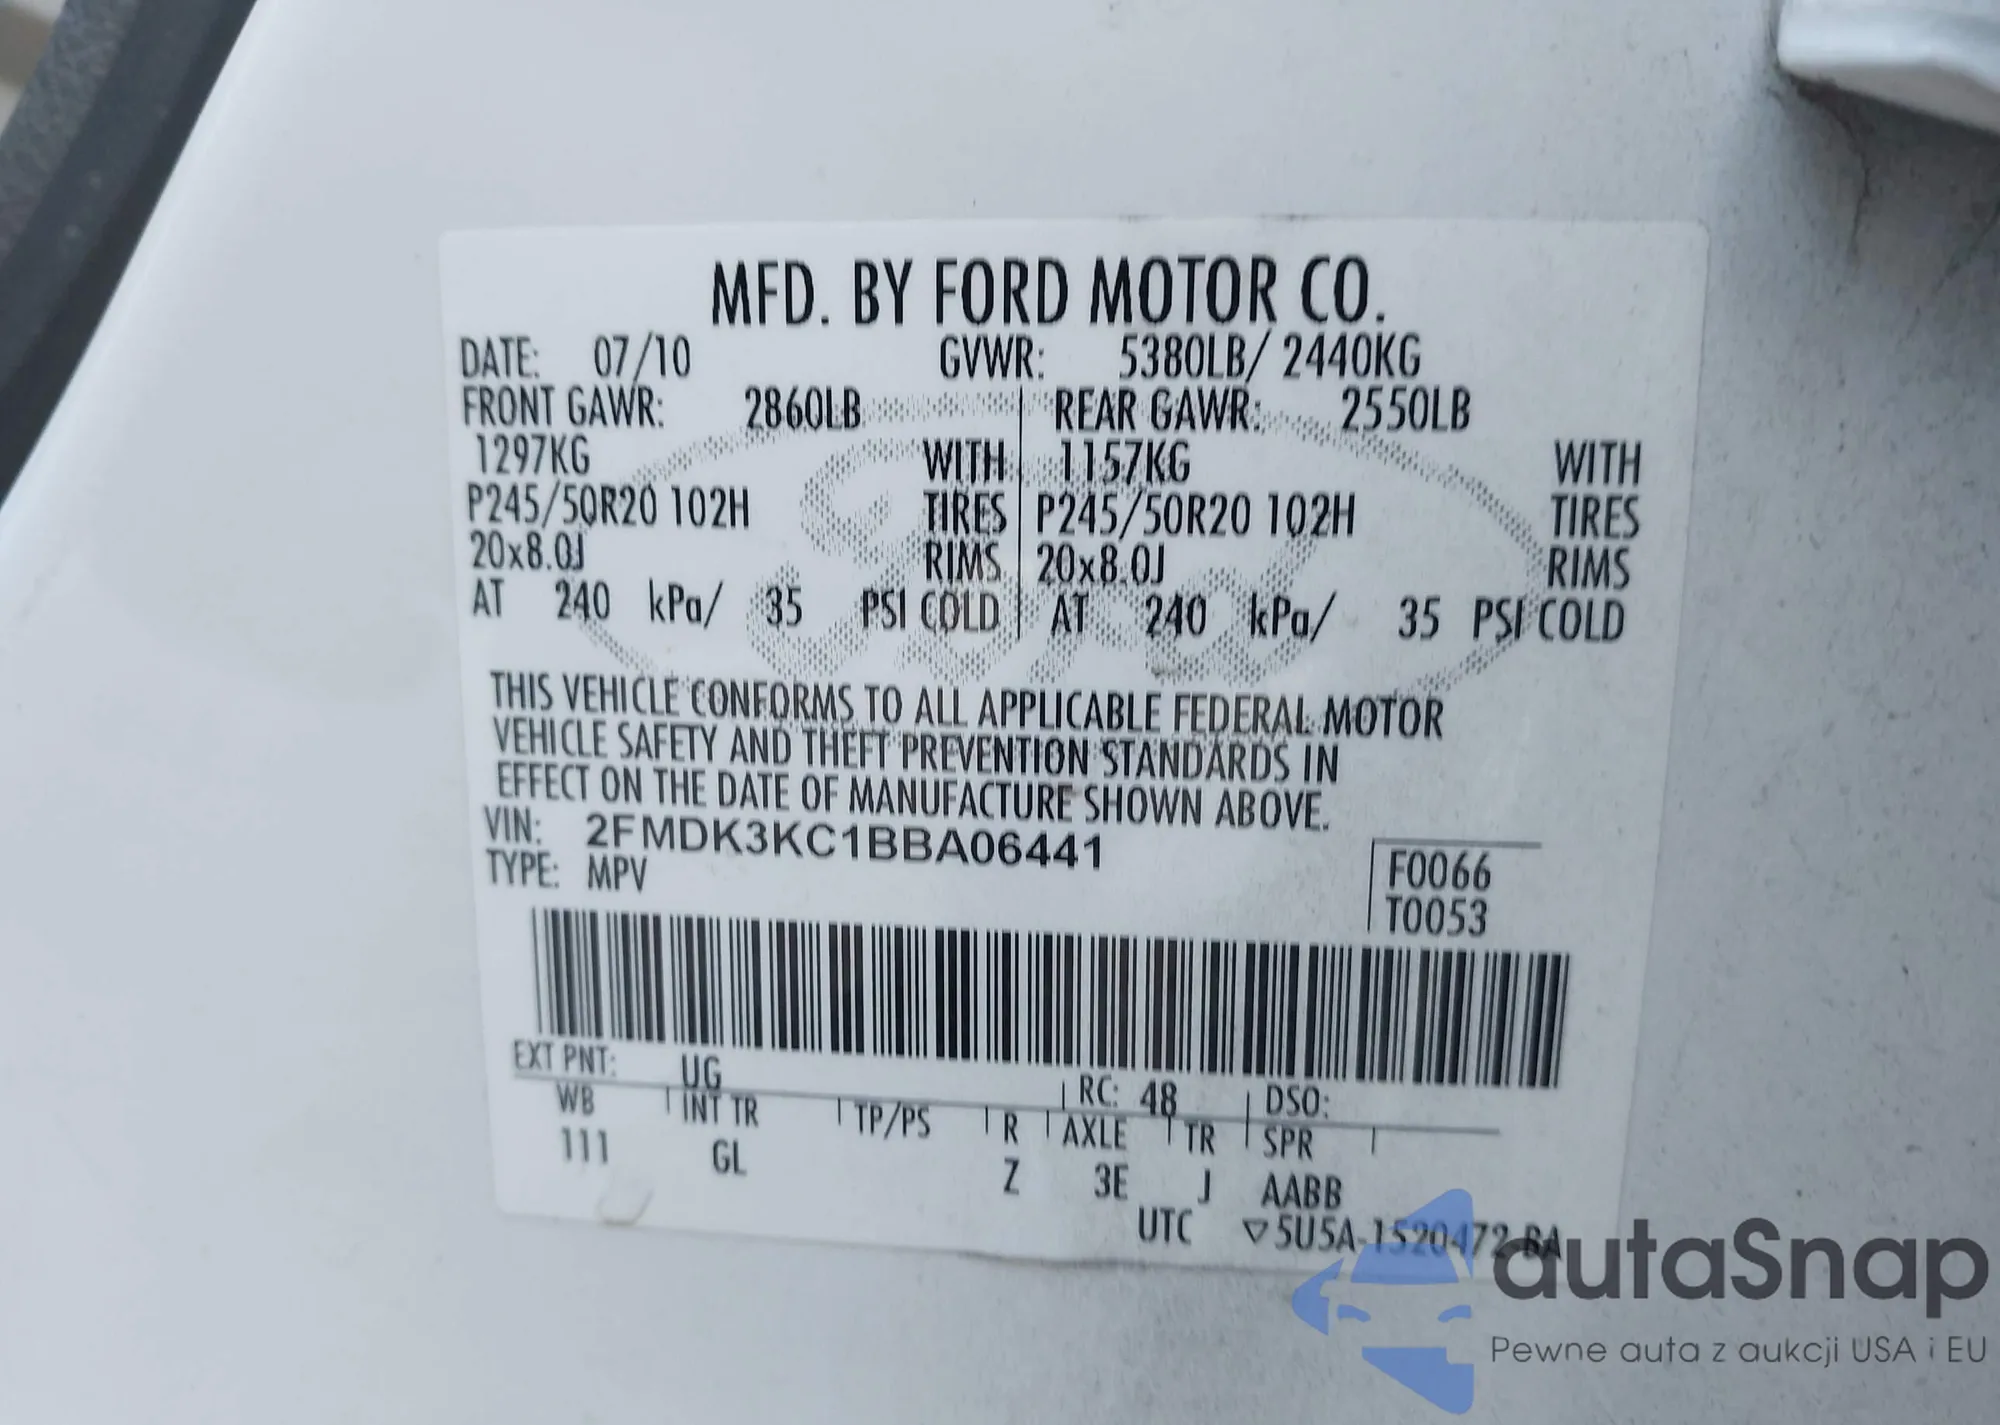 MFD. BY FORD MOTOR CO.
DATE: 07/10 GVWR: 5380LB/ 2440KG
FRONT GAWR: 2860LB REAR GAWR: 2550LB
1297KG WITH 1157KG WITH
P245/50R20 102H TIRES P245/50R20 102H TIRES
20x8.0J RIMS 20x8.0J RIMS
AT 240 kPa/ 35 PSI COLD AT 240 kPa/ 35 PSI COLD
THIS VEHICLE CONFORMS TO ALL APPLICABLE FEDERAL MOTOR
VEHICLE SAFETY AND THEFT PREVENTION STANDARDS IN
EFFECT ON THE DATE OF MANUFACTURE SHOWN ABOVE.
VIN: 2FMDK3KC1BBA06441
TYPE: MPV
F0066
T0053
EXT PNT: UG RC: 48 DSO:
WB INT TR TP/PS R AXLE TR SPR
111 GL Z 3E J AABB
UTC ▽5U5A-1520472-BA
autaSnap
Pewne auta z aukcji USA i EU